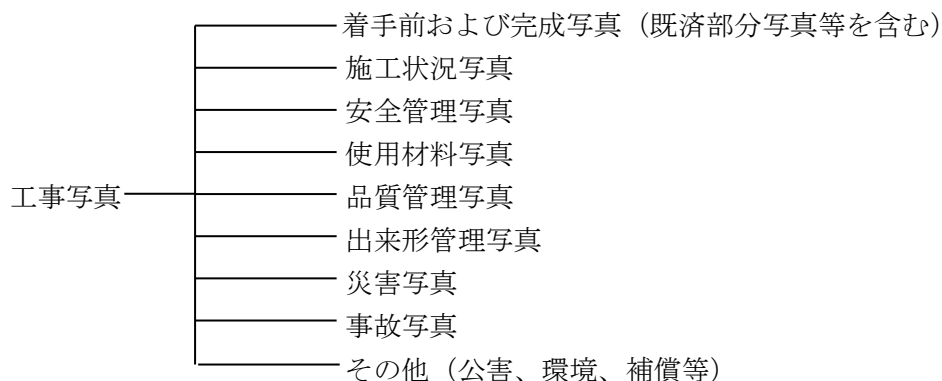 着手前および完成写真（既済部分写真等を含む）
施工状況写真
安全管理写真
使用材料写真
工事写真
品質管理写真
出来形管理写真
災害写真
事故写真
その他（公害、環境、補償等）